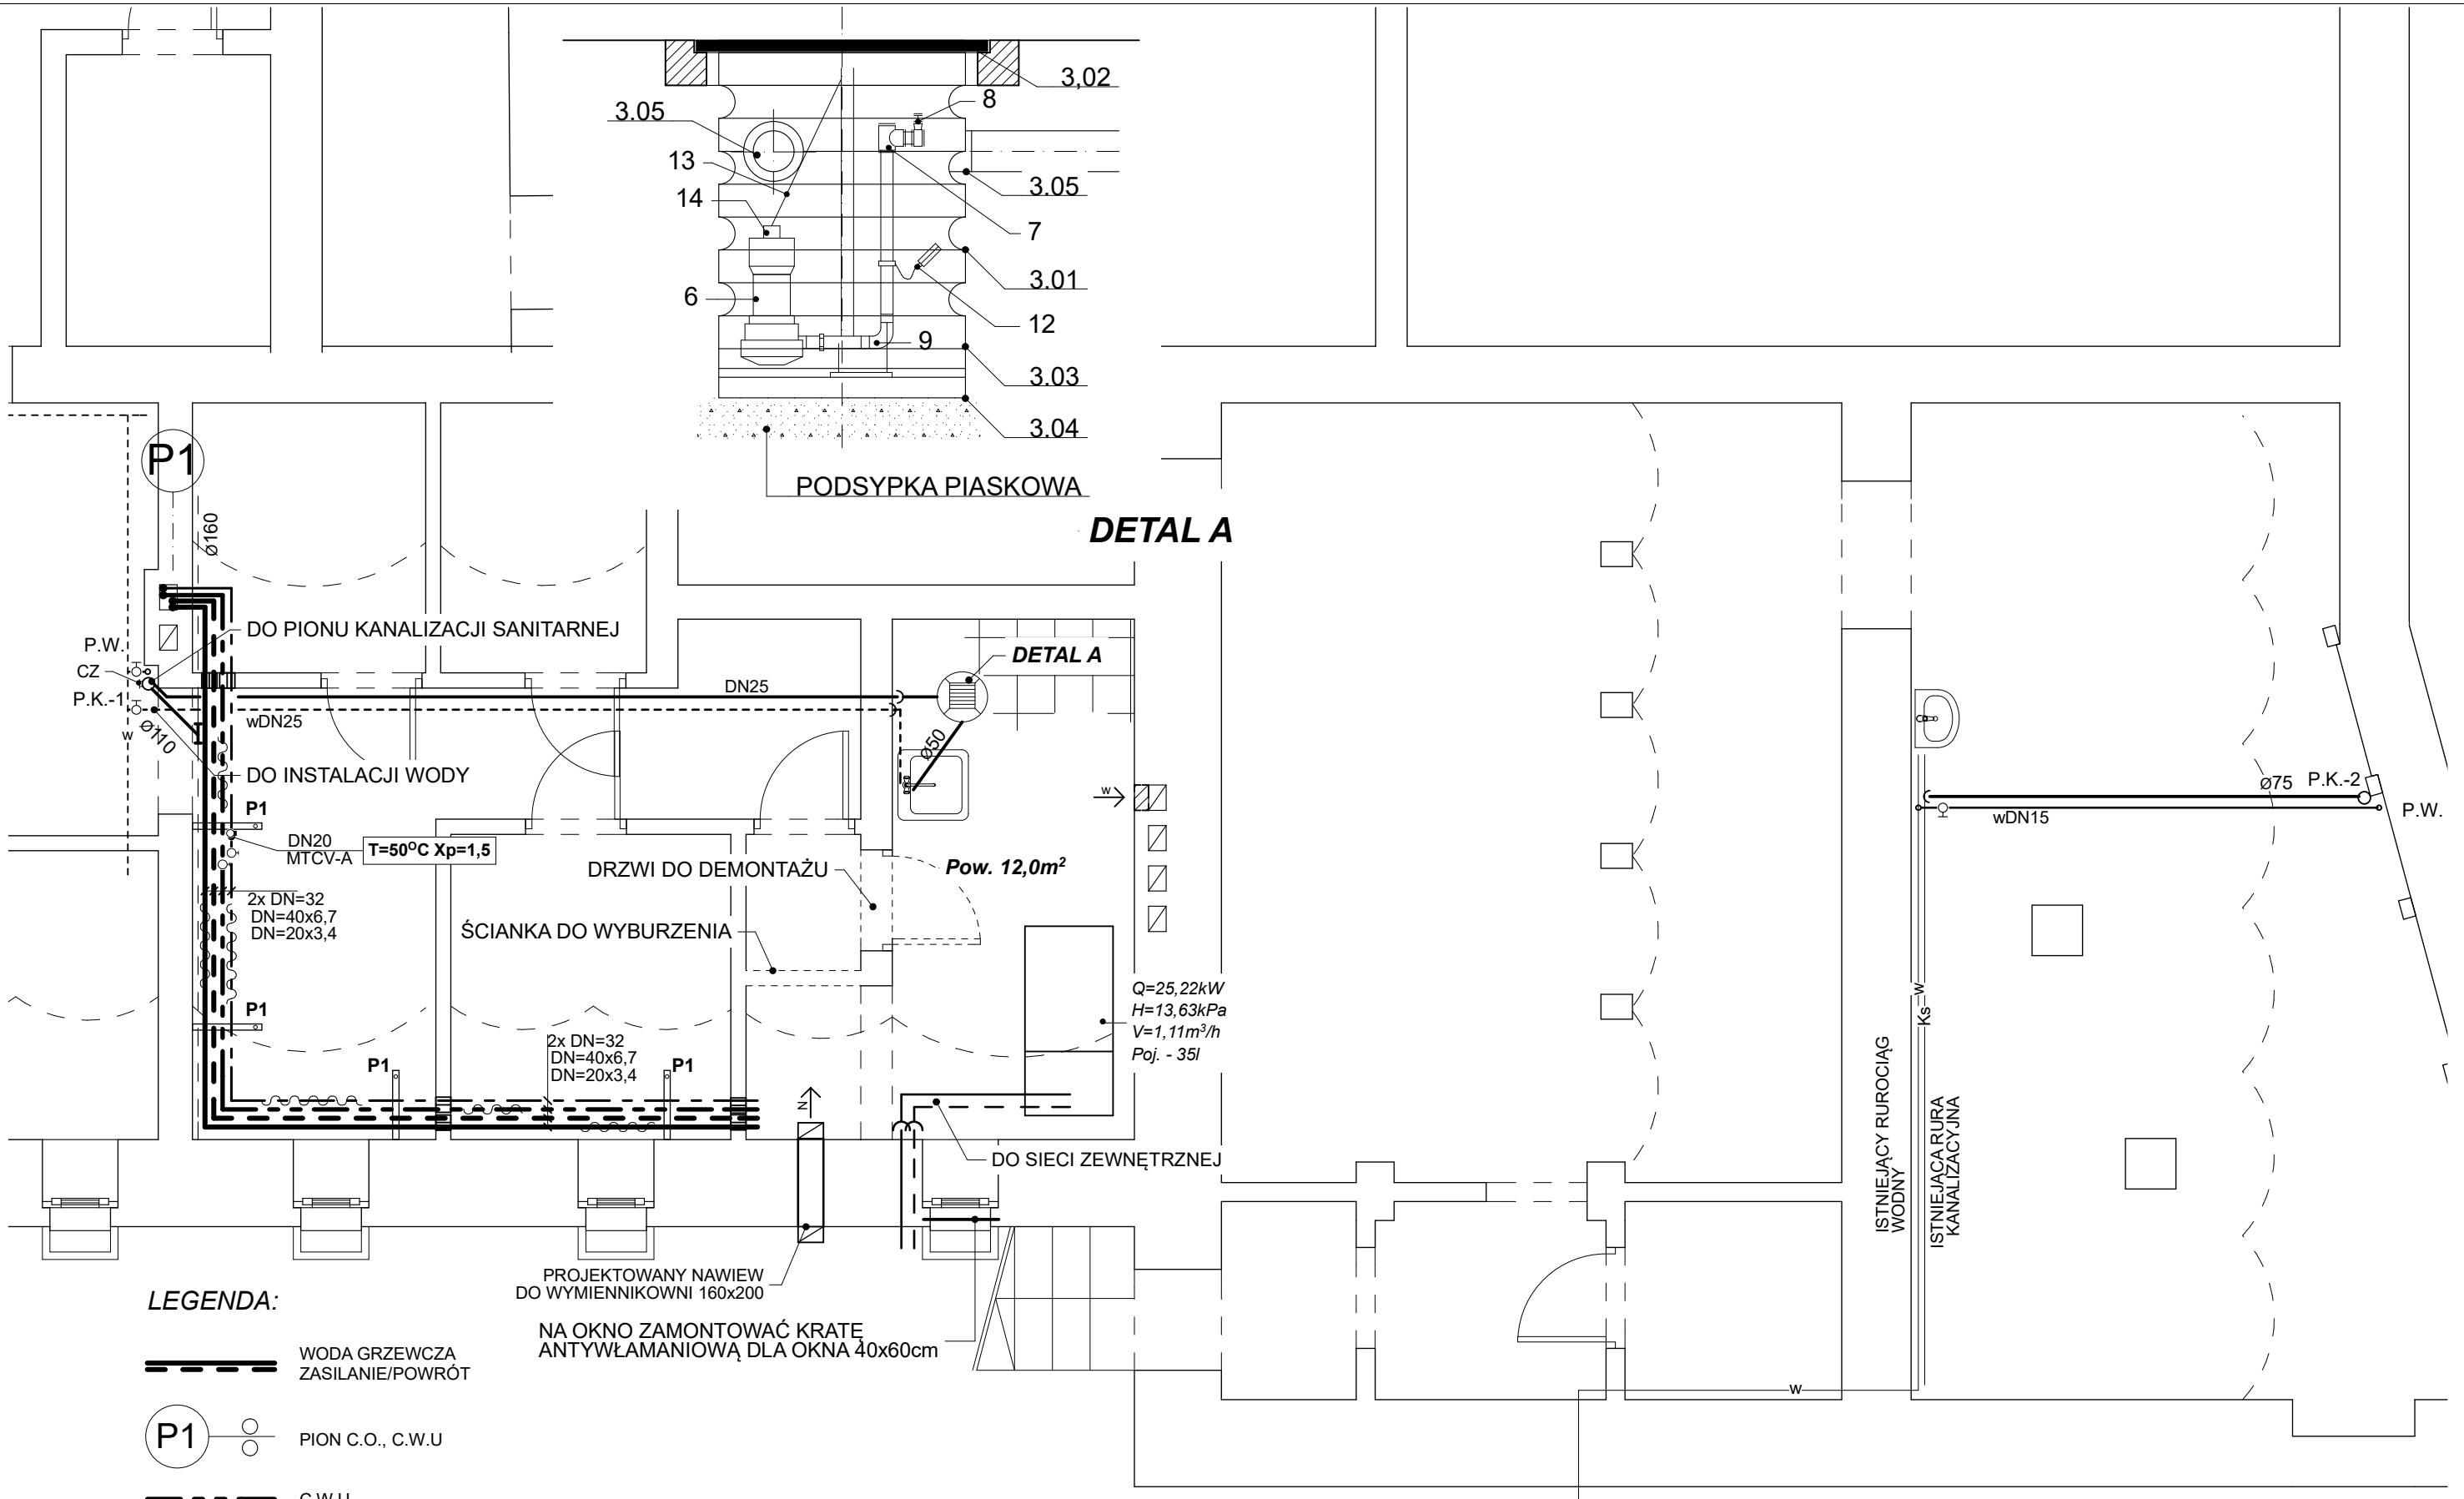 3,02
8
3.05
13
14
3.05
7
3.01
6
12
9
3.03
3.04
PODSYPKA PIASKOWA
DETAL A
P1
Ø160
DO PIONU KANALIZACJI SANITARNEJ
P.W.
CZ
P.K.-1
w
Ø110
DN25
wDN25
DETAL A
Ø50
DO INSTALACJI WODY
P1
DN20
MTCV-A
T=50°C Xp=1,5
2x DN=32
DN=40x6,7
DN=20x3,4
P1
DRZWI DO DEMONTAŻU
Pow. 12,0m²
ŚCIANKA DO WYBURZENIA
w
Q=25,22kW
H=13,63kPa
V=1,11m³/h
Poj. - 35l
P1
2x DN=32
DN=40x6,7
DN=20x3,4
P1
N
DO SIECI ZEWNĘTRZNEJ
Ø75
P.K.-2
wDN15
P.W.
w
Ks
ISTNIEJĄCY RUROCIĄG
WODNY
ISTNIEJĄCA RURA
KANALIZACYJNA
w
PROJEKTOWANY NAWIEW
DO WYMIENNIKOWNI 160x200
NA OKNO ZAMONTOWAĆ KRATĘ
ANTYWŁAMANIOWĄ DLA OKNA 40x60cm
LEGENDA:
WODA GRZEWCZA
ZASILANIE/POWRÓT
P1
PION C.O., C.W.U
C.W.U